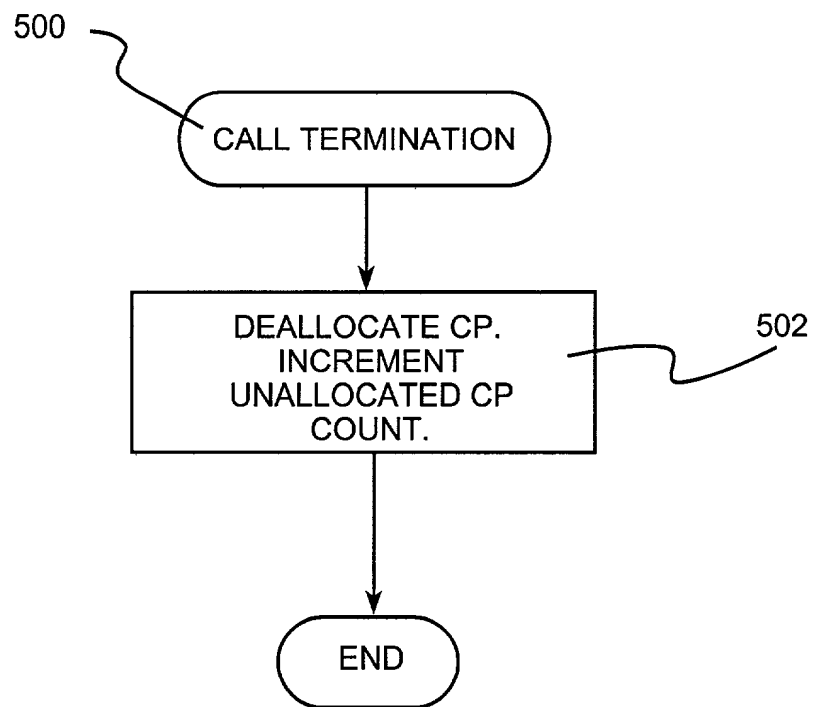 500
CALL TERMINATION
DEALLOCATE CP.
INCREMENT
UNALLOCATED CP
COUNT.
502
END